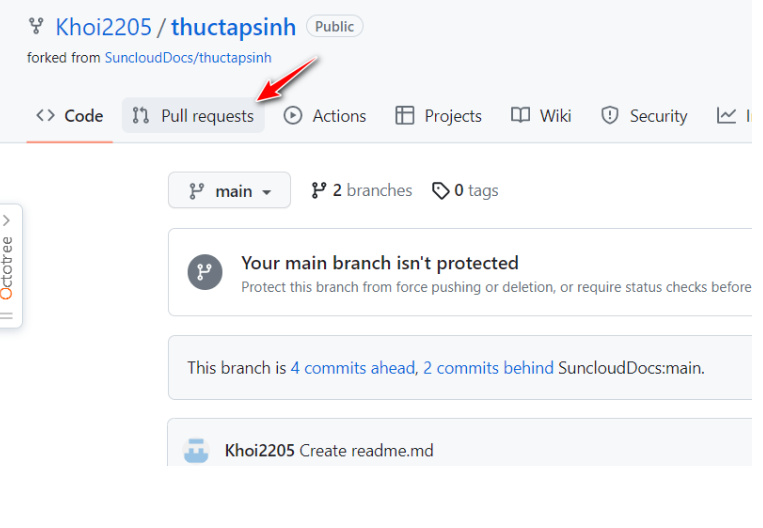 Khoi2205 / thuctapsinh Public
forked from SuncloudDocs/thuctapsinh
Code Pull requests Actions Projects Wiki Security
main 2 branches 0 tags
Octotree
Your main branch isn't protected
Protect this branch from force pushing or deletion, or require status checks before
This branch is 4 commits ahead, 2 commits behind SuncloudDocs:main.
Khoi2205 Create readme.md